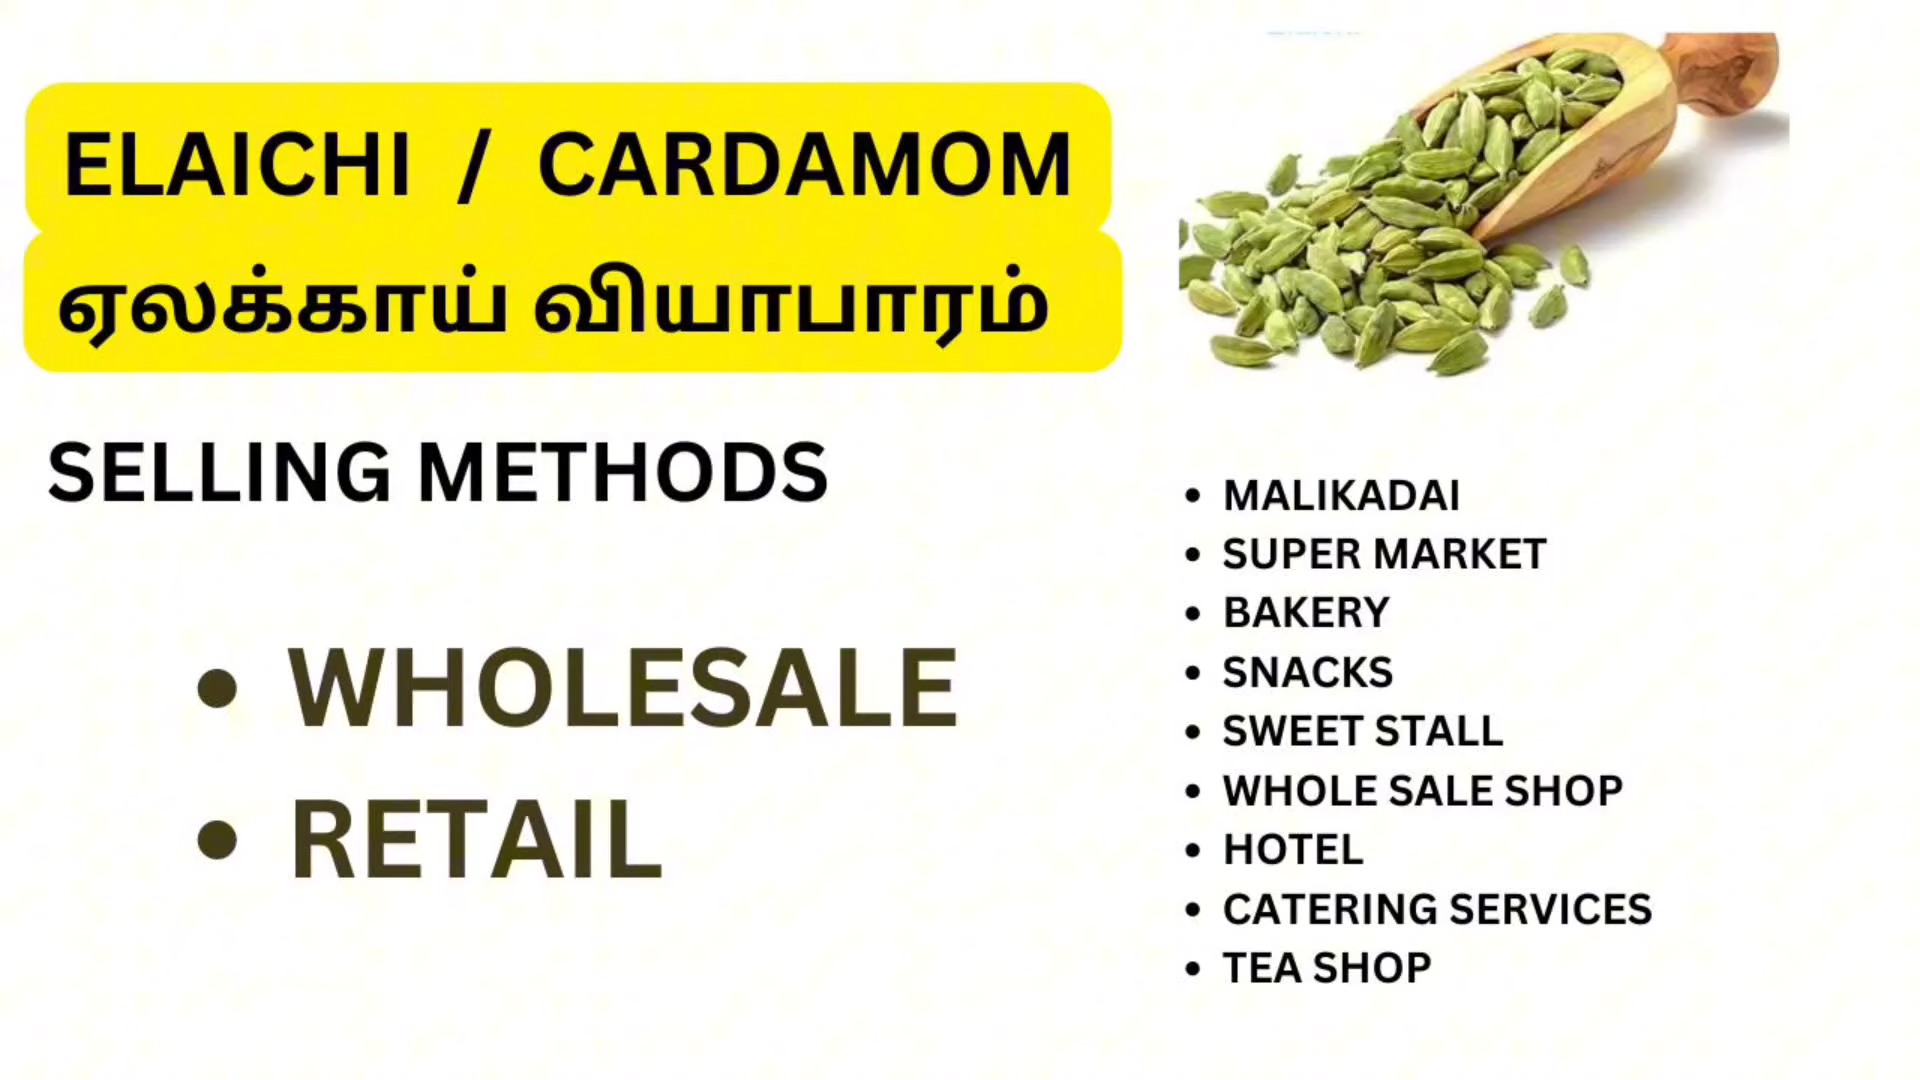 ELAICHI / CARDAMOM
ஏலக்காய் வியாபாரம்
SELLING METHODS
• WHOLESALE
• RETAIL
• MALIKADAI
• SUPER MARKET
• BAKERY
• SNACKS
• SWEET STALL
• WHOLE SALE SHOP
• HOTEL
• CATERING SERVICES
• TEA SHOP